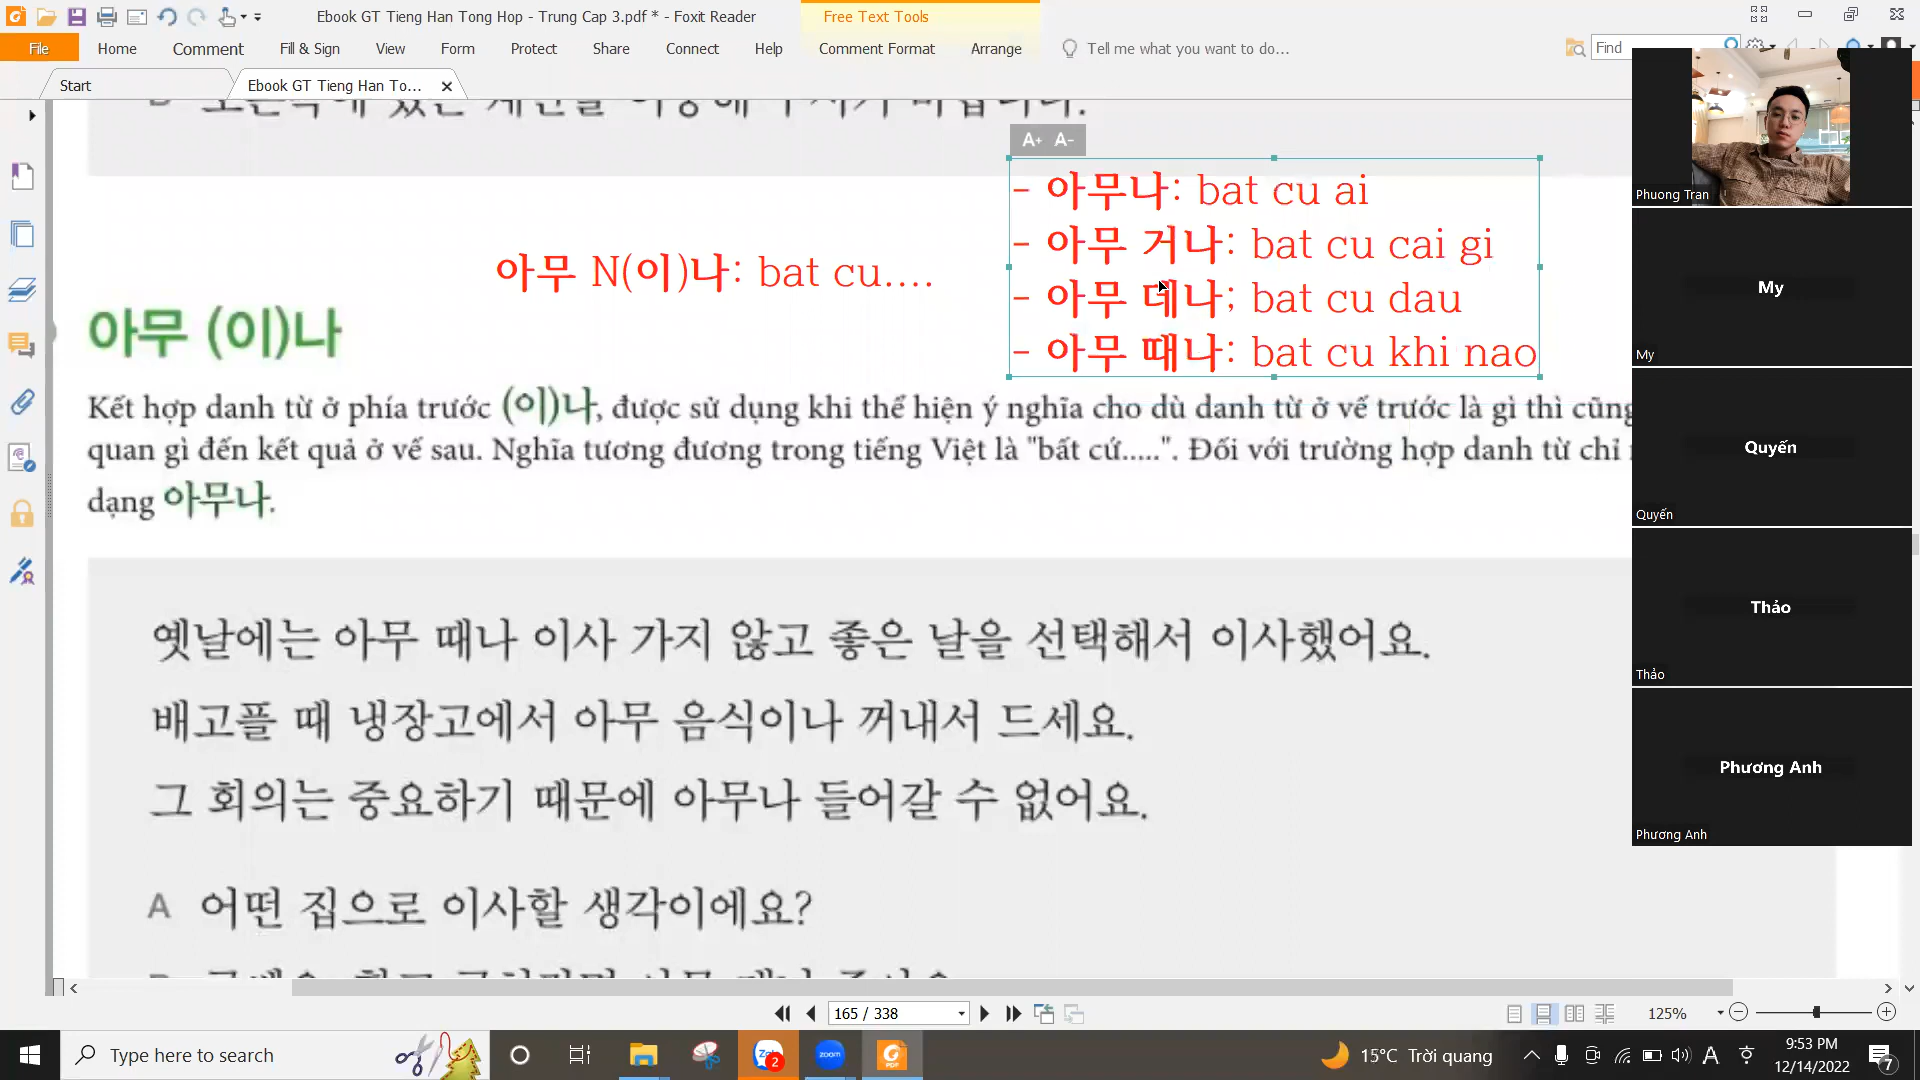 Ebook GT Tieng Han Tong Hop - Trung Cap 3.pdf * - Foxit Reader
Free Text Tools
File
Home
Comment
Fill & Sign
View
Form
Protect
Share
Connect
Help
Comment Format
Arrange
Tell me what you want to do...
Find
Start
Ebook GT Tieng Han To...
A+ A-
- 아무나: bat cu ai
- 아무 거나: bat cu cai gi
- 아무 데나; bat cu dau
- 아무 때나: bat cu khi nao
아무 N(이)나: bat cu....
아무 (이)나
Kết hợp danh từ ở phía trước (이)나, được sử dụng khi thể hiện ý nghĩa cho dù danh từ ở vế trước là gì thì cũng
quan gì đến kết quả ở vế sau. Nghĩa tương đương trong tiếng Việt là "bất cứ.....". Đối với trường hợp danh từ chỉ
dạng 아무나.
옛날에는 아무 때나 이사 가지 않고 좋은 날을 선택해서 이사했어요.
배고플 때 냉장고에서 아무 음식이나 꺼내서 드세요.
그 회의는 중요하기 때문에 아무나 들어갈 수 없어요.
A 어떤 집으로 이사할 생각이에요?
Phuong Tran
My
My
Quyến
Quyến
Thảo
Thảo
Phương Anh
Phương Anh
165 / 338
125%
Type here to search
2
zoom
15°C Trời quang
A
9:53 PM
12/14/2022
7